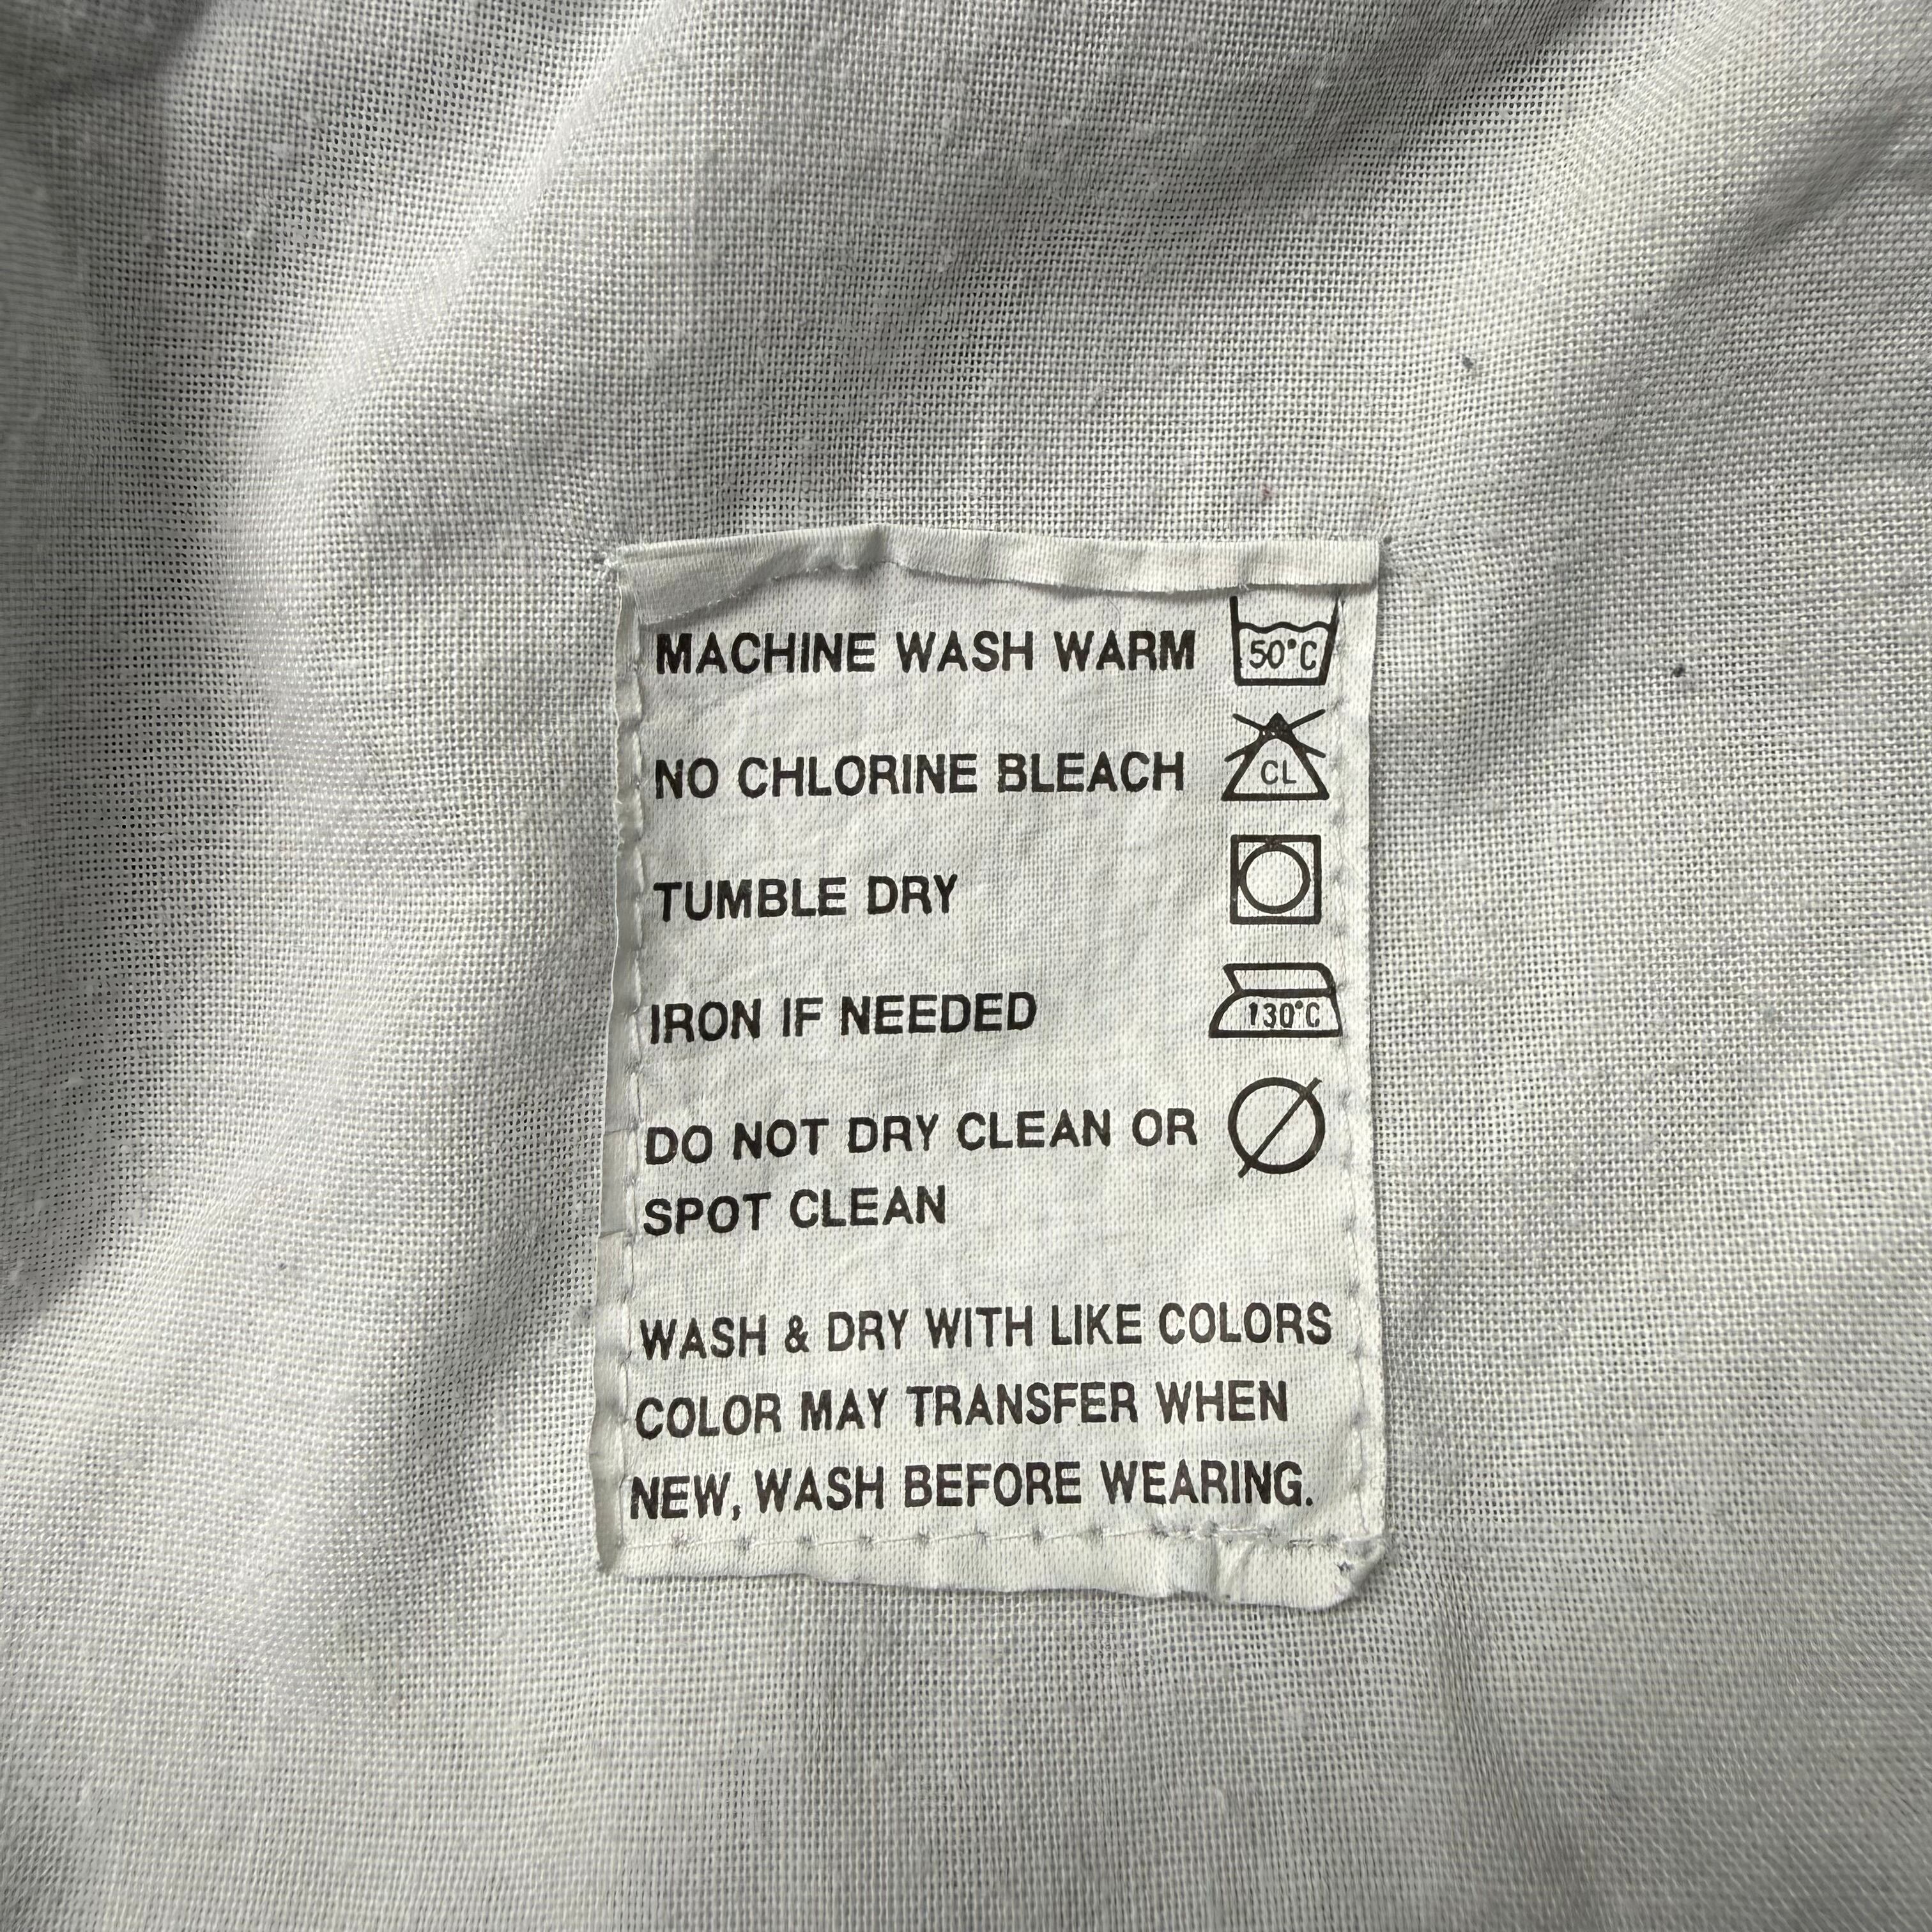 MACHINE WASH WARM 50°C
NO CHLORINE BLEACH CL
TUMBLE DRY
IRON IF NEEDED 130°C
DO NOT DRY CLEAN OR
SPOT CLEAN
WASH & DRY WITH LIKE COLORS
COLOR MAY TRANSFER WHEN
NEW, WASH BEFORE WEARING.